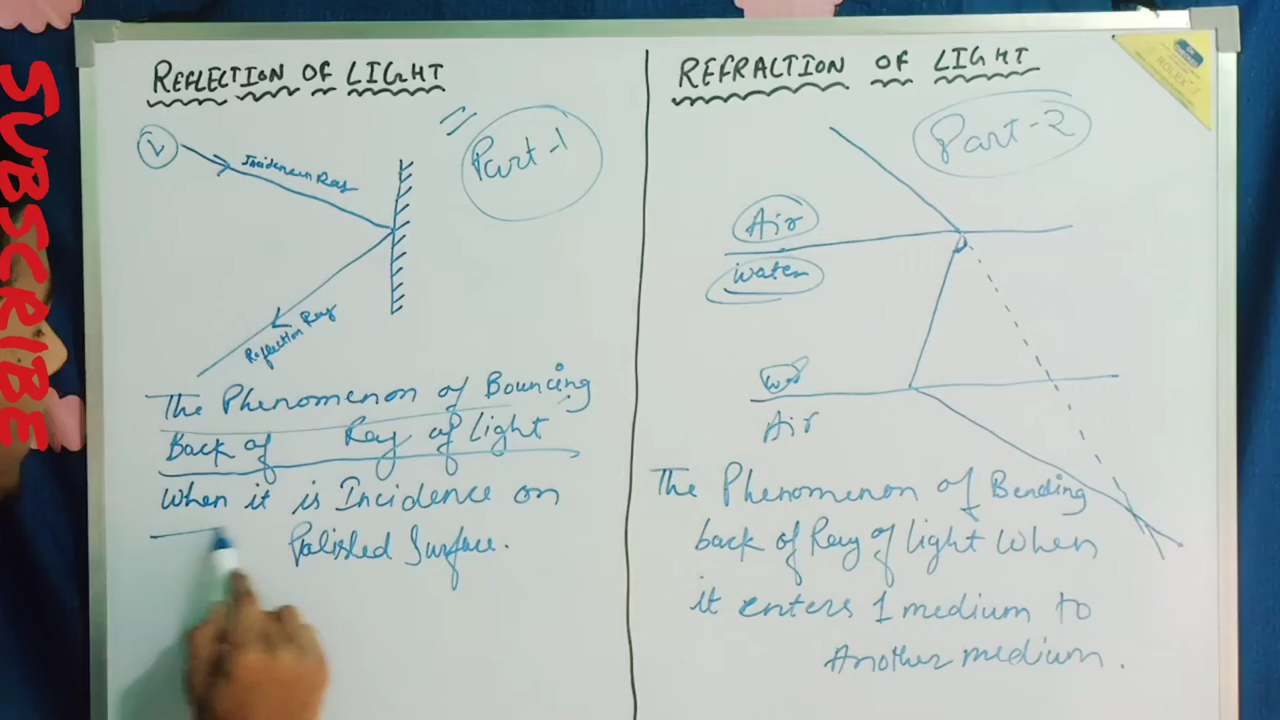 SUBSCRIBE
REFLECTION OF LIGHT
Part-1
Incidence Ray
Reflection Ray
The Phenomenon of Bouncing
Back of Ray of Light
when it is Incidence on
Polished Surface.
REFRACTION OF LIGHT
ROLEX
Part-2
Air
water
Air
The Phenomenon of Bending
back of Ray of light when
it enters 1 medium to
Another medium.